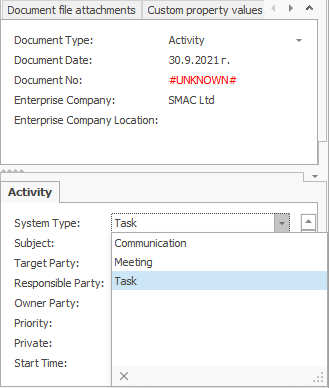 Document file attachments Custom property values
Document Type: Activity
Document Date: 30.9.2021 г.
Document No: #UNKNOWN#
Enterprise Company: SMAC Ltd
Enterprise Company Location:
Activity
System Type: Task
Subject: Communication
Target Party: Meeting
Responsible Party: Task
Owner Party:
Priority:
Private:
Start Time: